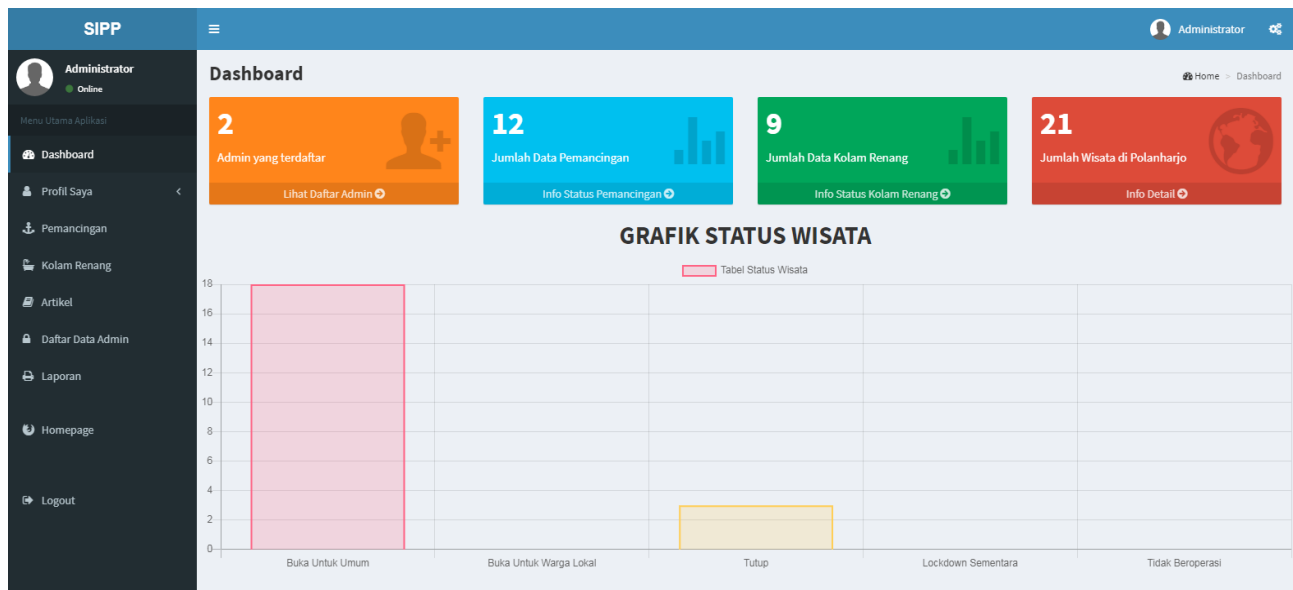 SIPP
Administrator
Administrator
Online
Menu Utama Aplikasi
Dashboard
Profil Saya
Pemancingan
Kolam Renang
Artikel
Daftar Data Admin
Laporan
Homepage
Logout
Dashboard
Home > Dashboard
2
Admin yang terdaftar
Lihat Daftar Admin
12
Jumlah Data Pemancingan
Info Status Pemancingan
9
Jumlah Data Kolam Renang
Info Status Kolam Renang
21
Jumlah Wisata di Polanharjo
Info Detail
GRAFIK STATUS WISATA
Tabel Status Wisata
18
16
14
12
10
8
6
4
2
0
Buka Untuk Umum
Buka Untuk Warga Lokal
Tutup
Lockdown Sementara
Tidak Beroperasi